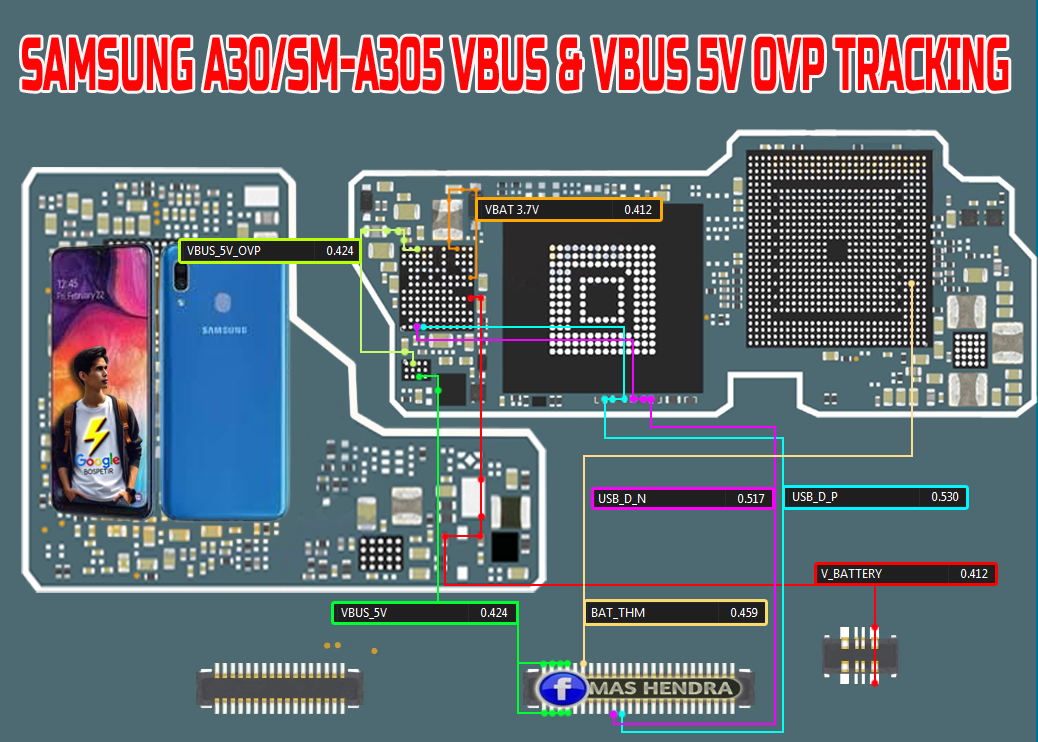 SAMSUNG A30/SM-A305 VBUS & VBUS 5V OVP TRACKING
VBAT 3.7V 0.412
VBUS_5V_OVP 0.424
12:45
Fri, February 22
SAMSUNG
Google
BOSPETIR
USB_D_N 0.517
USB_D_P 0.530
V_BATTERY 0.412
VBUS_5V 0.424
BAT_THM 0.459
f MAS HENDRA